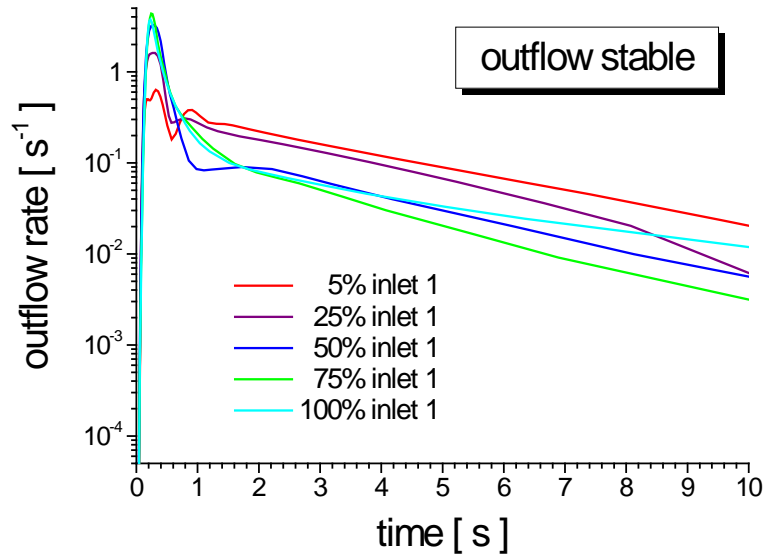 outflow stable
outflow rate [ s⁻¹ ]
1
10⁻¹
10⁻²
10⁻³
10⁻⁴
5% inlet 1
25% inlet 1
50% inlet 1
75% inlet 1
100% inlet 1
0 1 2 3 4 5 6 7 8 9 10
time [ s ]